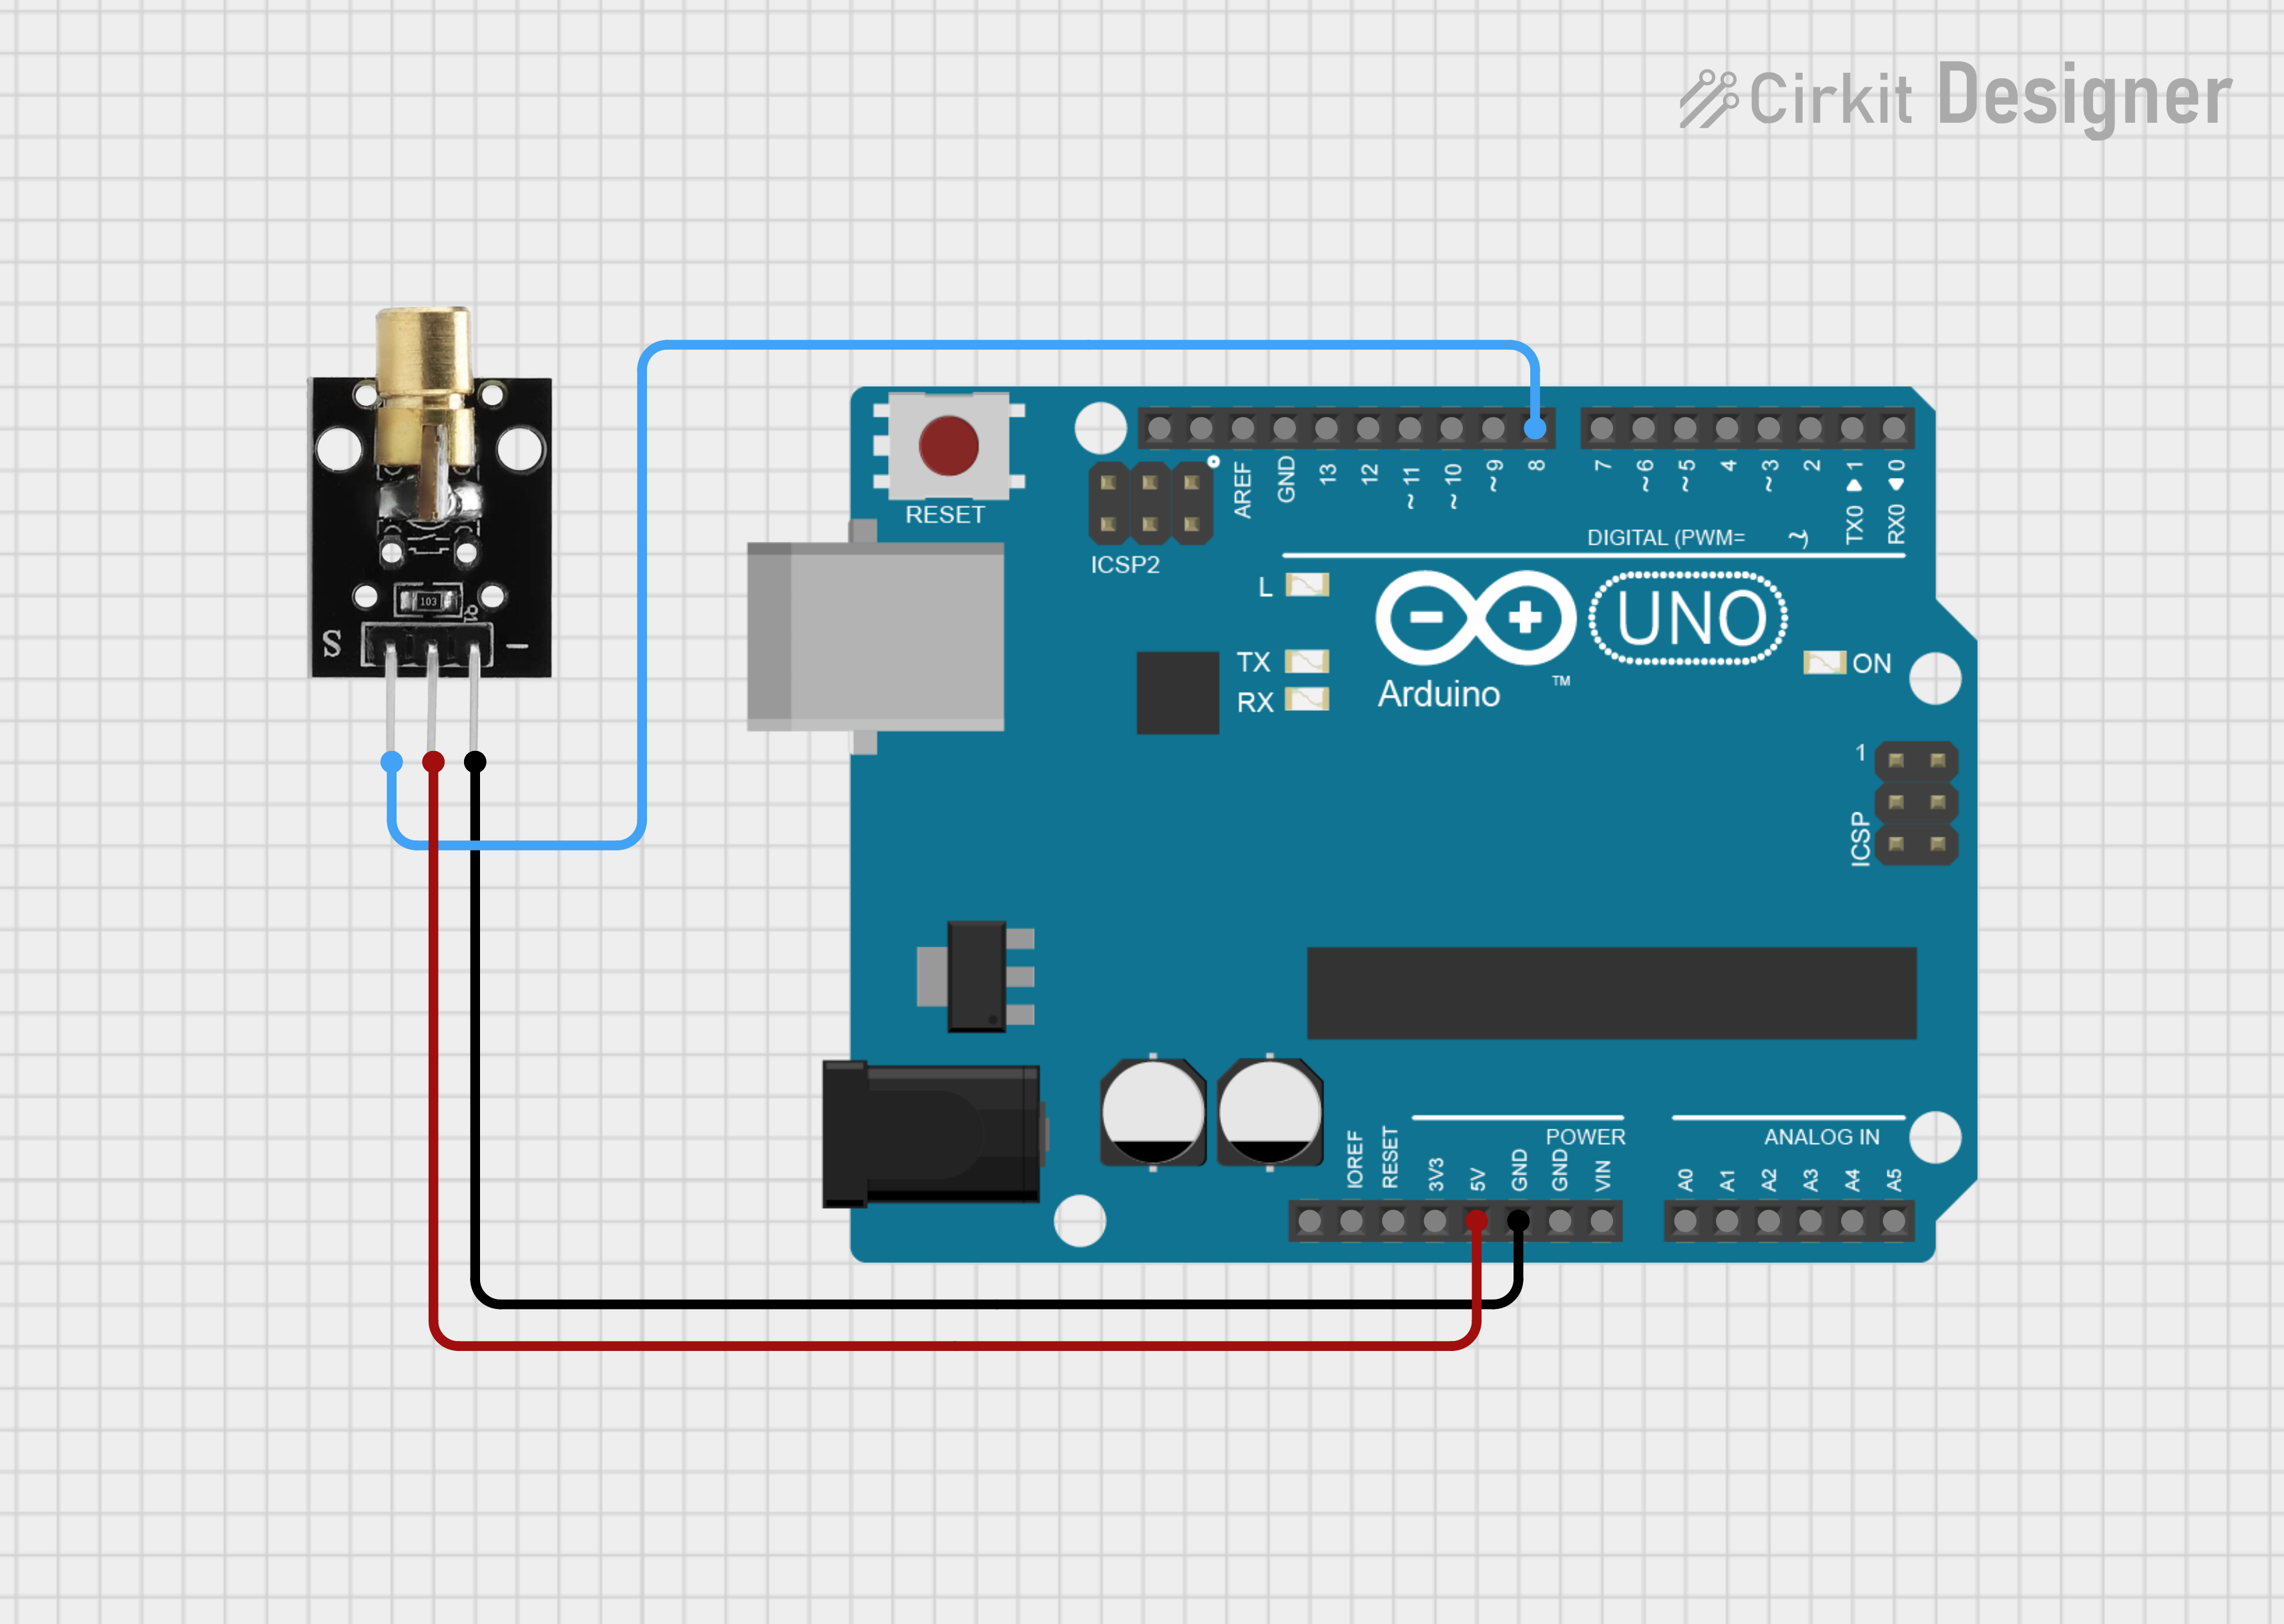 Cirkit Designer
RESET
ICSP2
AREF
GND
13
12
~11
~10
~9
8
7
~6
~5
4
~3
2
TX0 ▶ 1
RX0 ◀ 0
DIGITAL (PWM= ~)
L
TX
RX
Arduino
™
UNO
ON
1
ICSP
103
Q1
S
−
IOREF
RESET
3V3
5V
GND
GND
VIN
POWER
ANALOG IN
A0
A1
A2
A3
A4
A5